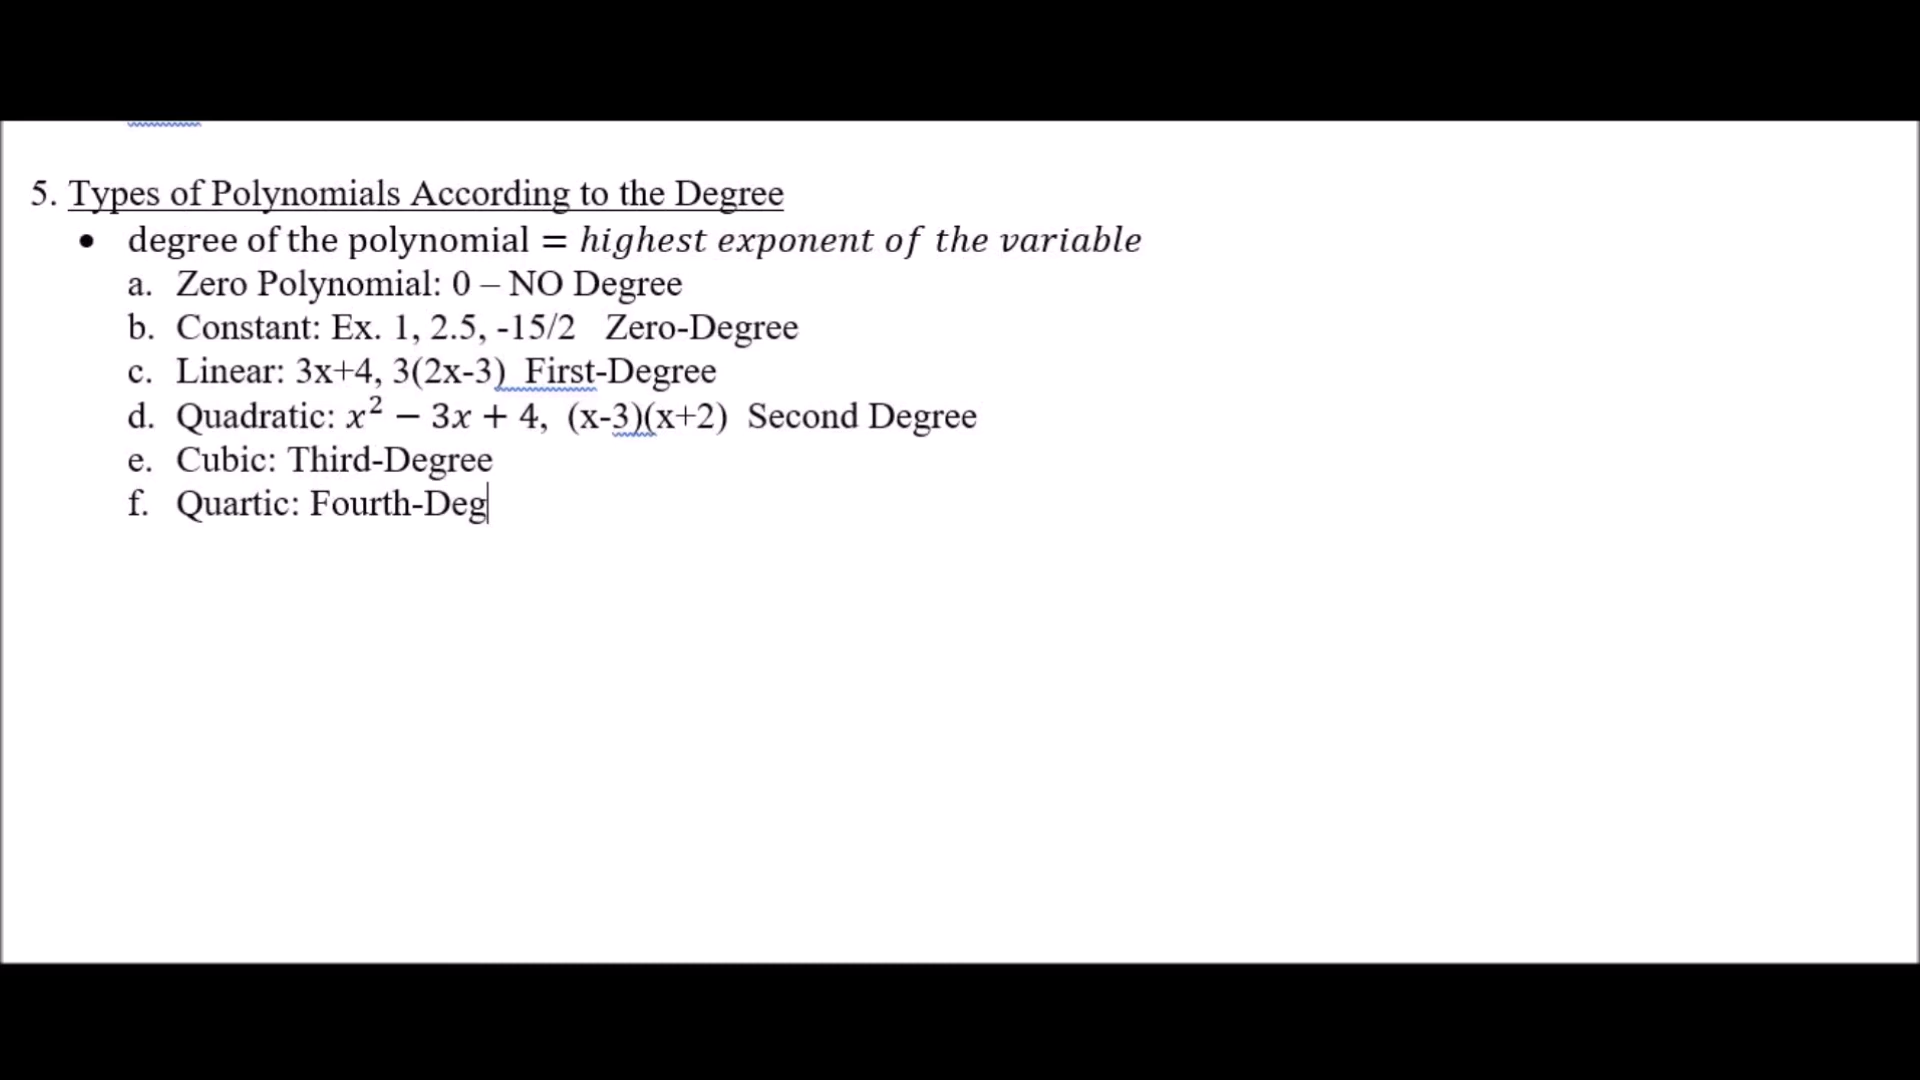 5. Types of Polynomials According to the Degree
• degree of the polynomial = highest exponent of the variable
a. Zero Polynomial: 0 – NO Degree
b. Constant: Ex. 1, 2.5, -15/2 Zero-Degree
c. Linear: 3x+4, 3(2x-3) First-Degree
d. Quadratic: x² − 3x + 4, (x-3)(x+2) Second Degree
e. Cubic: Third-Degree
f. Quartic: Fourth-Deg